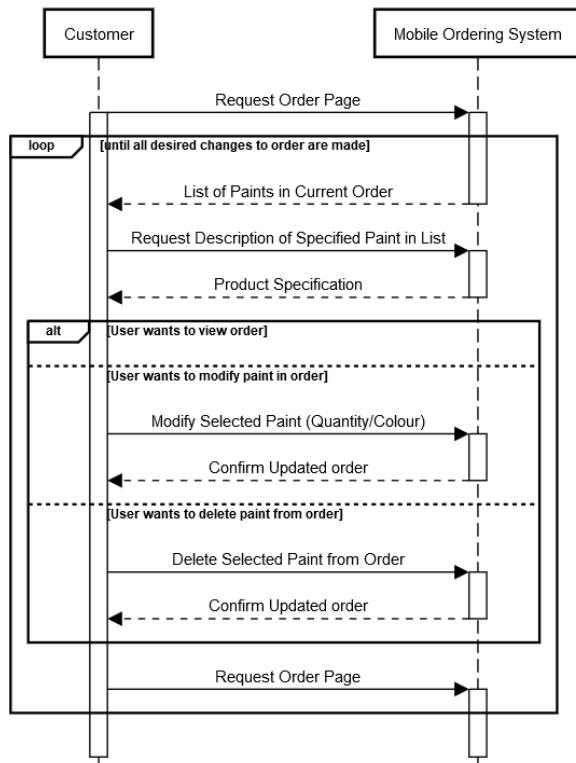 Customer
Mobile Ordering System
Request Order Page
loop
[until all desired changes to order are made]
List of Paints in Current Order
Request Description of Specified Paint in List
Product Specification
alt
[User wants to view order]
[User wants to modify paint in order]
Modify Selected Paint (Quantity/Colour)
Confirm Updated order
[User wants to delete paint from order]
Delete Selected Paint from Order
Confirm Updated order
Request Order Page